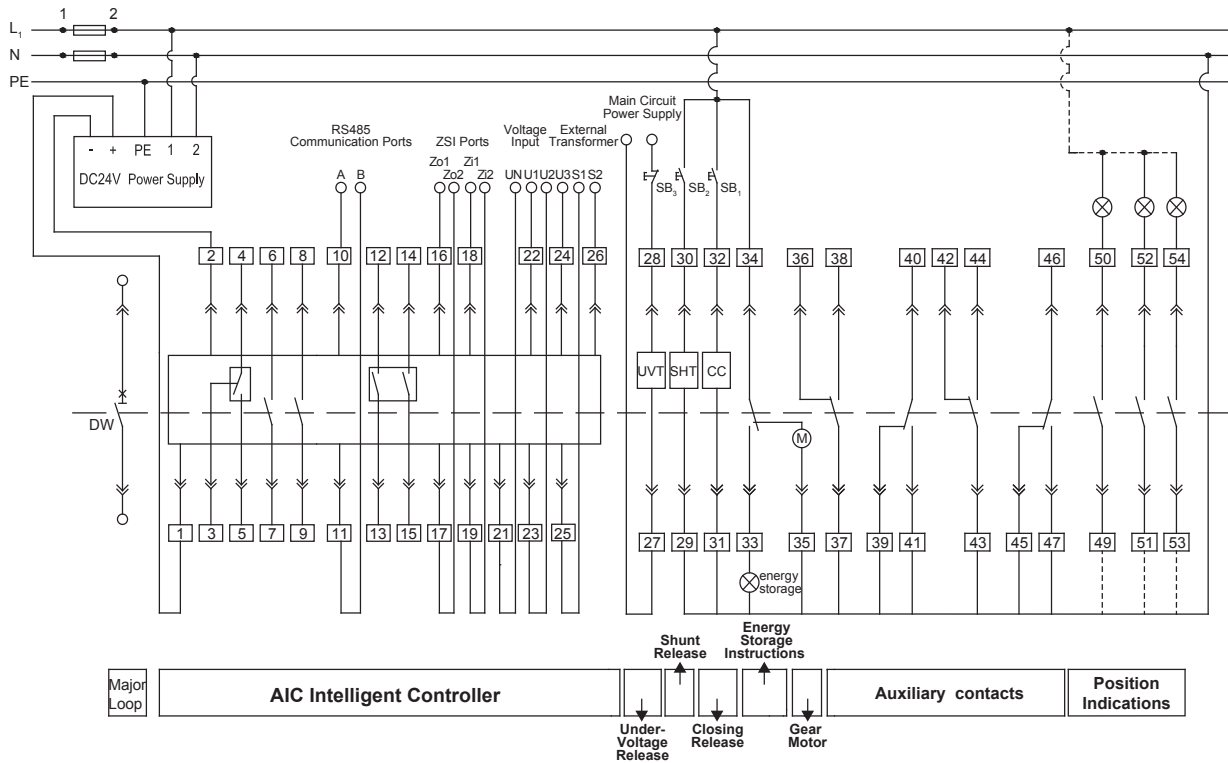 1 2
L1
N
PE
- + PE 1 2
DC24V Power Supply
RS485
Communication Ports
A B
ZSI Ports
Zo1 Zi1
Zo2 Zi2
Voltage
Input
External
Transformer
UN U1 U2 U3 S1 S2
Main Circuit
Power Supply
SB3 SB2 SB1
2 4 6 8 10 12 14 16 18 22 24 26 28 30 32 34 36 38 40 42 44 46 50 52 54
UVT SHT CC
M
DW
1 3 5 7 9 11 13 15 17 19 21 23 25 27 29 31 33 35 37 39 41 43 45 47 49 51 53
energy
storage
Major
Loop
AIC Intelligent Controller
Under-
Voltage
Release
Shunt
Release
Closing
Release
Energy
Storage
Instructions
Gear
Motor
Auxiliary contacts
Position
Indications